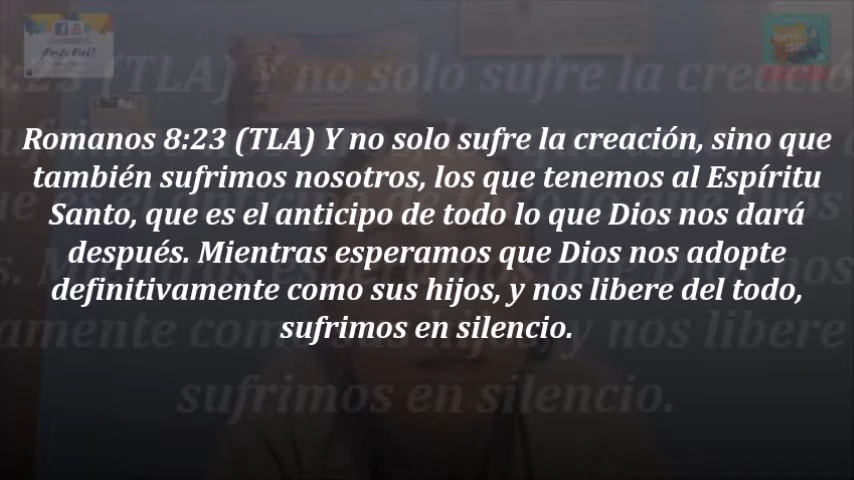 Romanos 8:23 (TLA) Y no solo sufre la creación, sino que
también sufrimos nosotros, los que tenemos al Espíritu
Santo, que es el anticipo de todo lo que Dios nos dará
después. Mientras esperamos que Dios nos adopte
definitivamente como sus hijos, y nos libere del todo,
sufrimos en silencio.